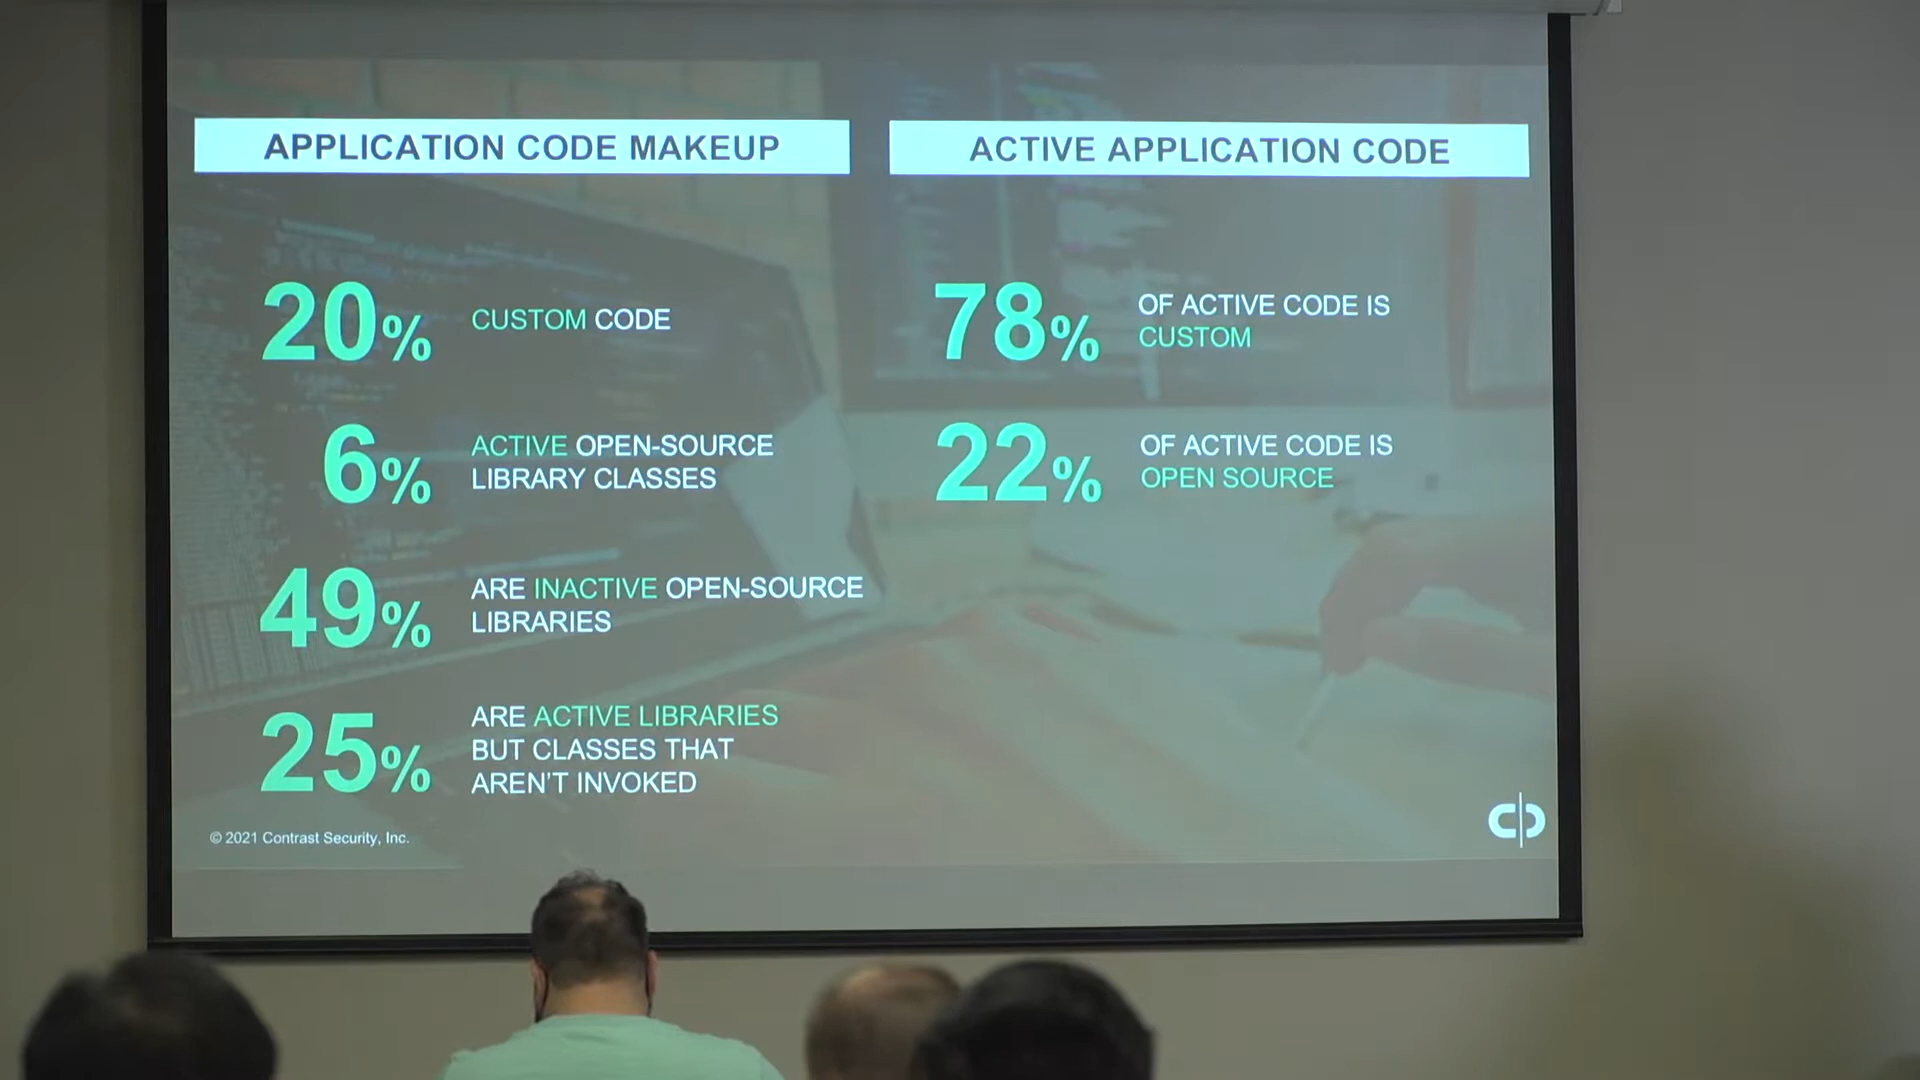 APPLICATION CODE MAKEUP
20% CUSTOM CODE
6% ACTIVE OPEN-SOURCE
LIBRARY CLASSES
49% ARE INACTIVE OPEN-SOURCE
LIBRARIES
25% ARE ACTIVE LIBRARIES
BUT CLASSES THAT
AREN'T INVOKED
ACTIVE APPLICATION CODE
78% OF ACTIVE CODE IS
CUSTOM
22% OF ACTIVE CODE IS
OPEN SOURCE
© 2021 Contrast Security, Inc.